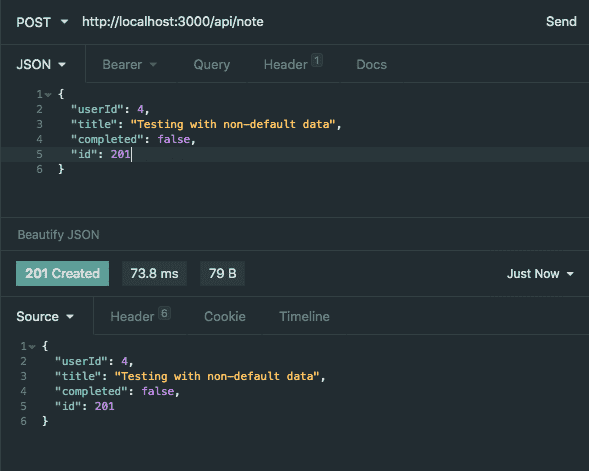 POST http://localhost:3000/api/note Send
JSON Bearer Query Header 1 Docs
1 {
2 "userId": 4,
3 "title": "Testing with non-default data",
4 "completed": false,
5 "id": 201
6 }
Beautify JSON
201 Created 73.8 ms 79 B Just Now
Source Header 6 Cookie Timeline
1 {
2 "userId": 4,
3 "title": "Testing with non-default data",
4 "completed": false,
5 "id": 201
6 }